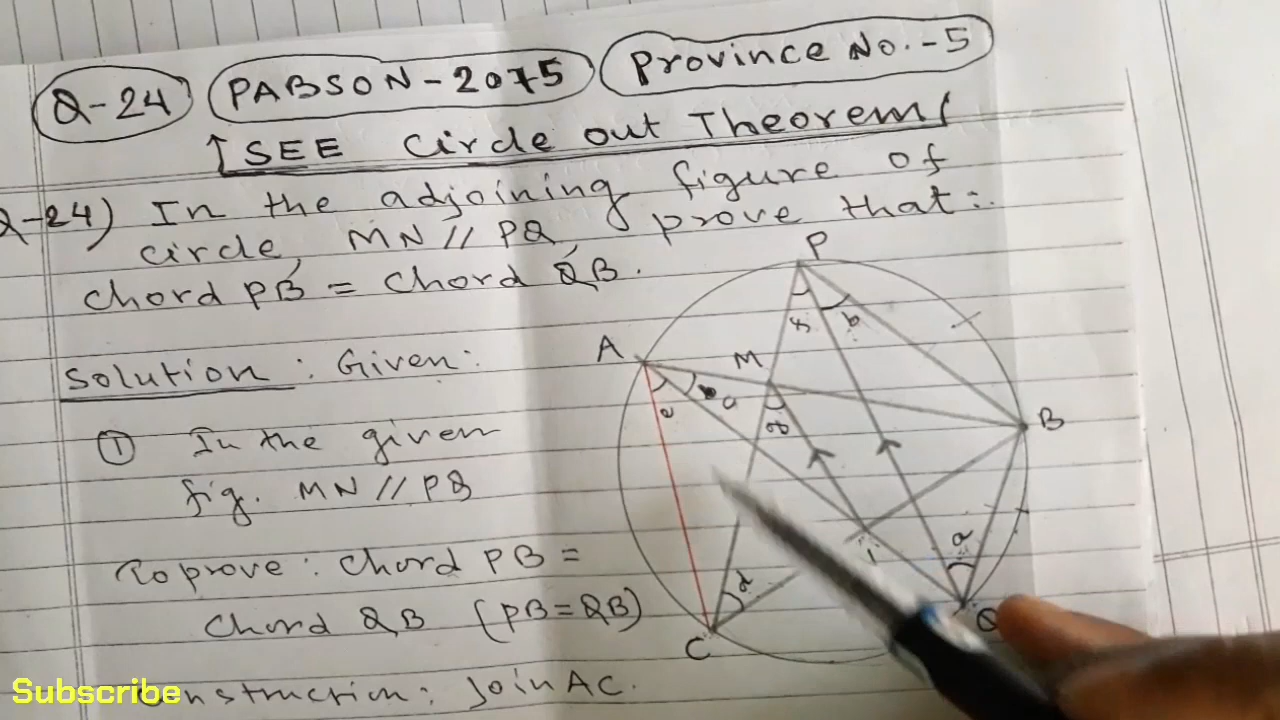 Q-24 PABSON-2075 Province No.-5
SEE Circle out Theorem
Q-24) In the adjoining figure of
circle, MN // PQ, prove that:
chord PB = Chord QB.
Solution: Given:
① In the given
fig. MN // PQ
To prove: Chord PB =
Chord QB (PB = QB)
Construction: Join AC.
P
b
A
M
e
a
B
a
d
Q
C
Subscribe